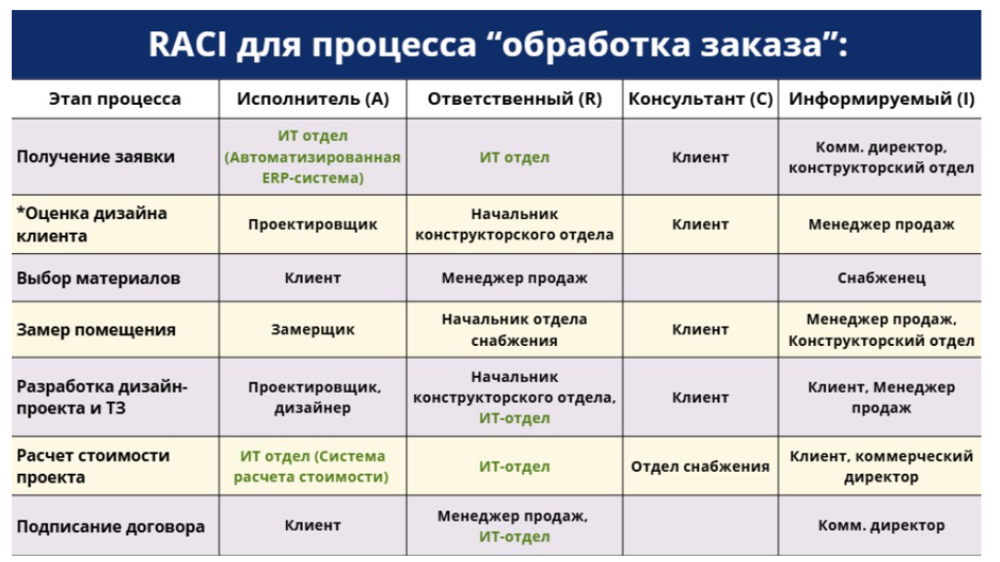 RACI для процесса “обработка заказа”:
Этап процесса Исполнитель (A) Ответственный (R) Консультант (C) Информируемый (I)
Получение заявки
ИТ отдел
(Автоматизированная
ERP-система)
ИТ отдел
Клиент
Комм. директор,
конструкторский отдел
*Оценка дизайна
клиента
Проектировщик
Начальник
конструкторского отдела
Клиент
Менеджер продаж
Выбор материалов
Клиент
Менеджер продаж
Снабженец
Замер помещения
Замерщик
Начальник отдела
снабжения
Клиент
Менеджер продаж,
Конструкторский отдел
Разработка дизайн-
проекта и ТЗ
Проектировщик,
дизайнер
Начальник
конструкторского отдела,
ИТ-отдел
Клиент
Клиент, Менеджер
продаж
Расчет стоимости
проекта
ИТ отдел (Система
расчета стоимости)
ИТ-отдел
Отдел снабжения
Клиент, коммерческий
директор
Подписание договора
Клиент
Менеджер продаж,
ИТ-отдел
Комм. директор